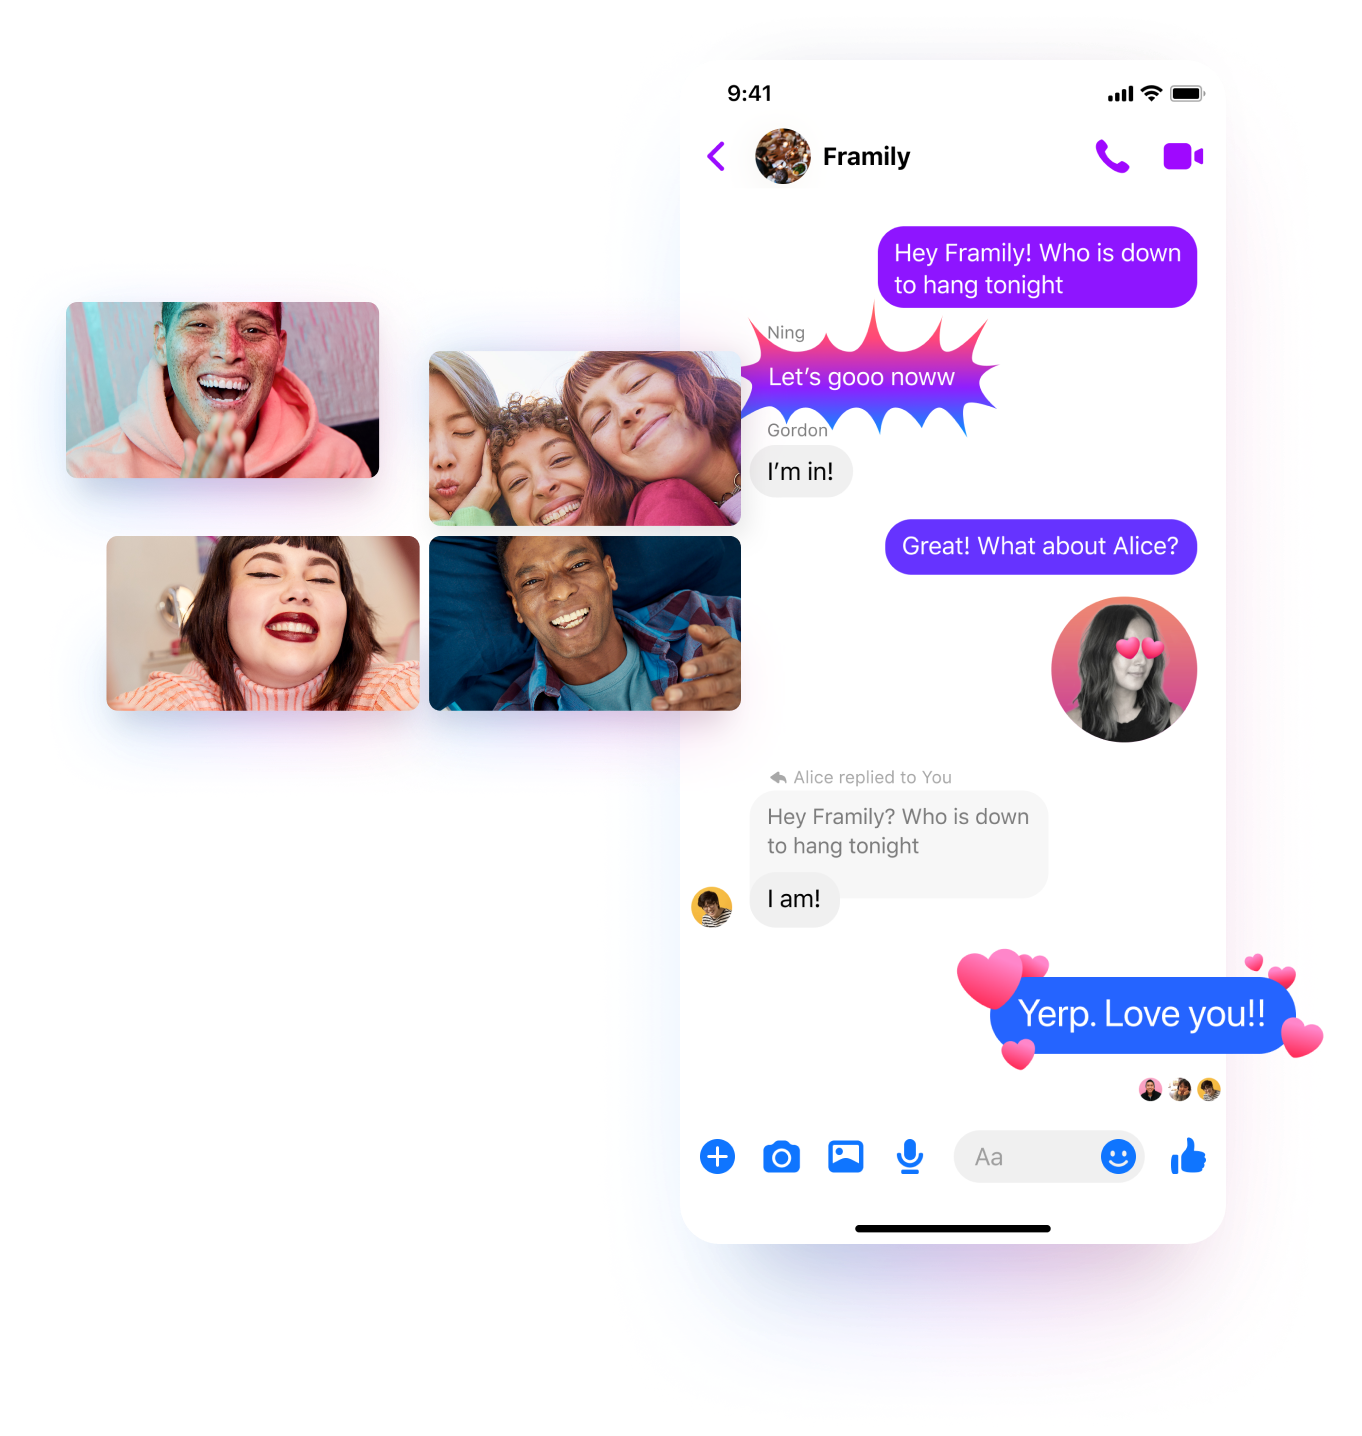 9:41
Framily
Hey Framily! Who is down
to hang tonight
Ning
Let’s gooo noww
Gordon
I’m in!
Great! What about Alice?
Alice replied to You
Hey Framily? Who is down
to hang tonight
I am!
Yerp. Love you!!
Aa